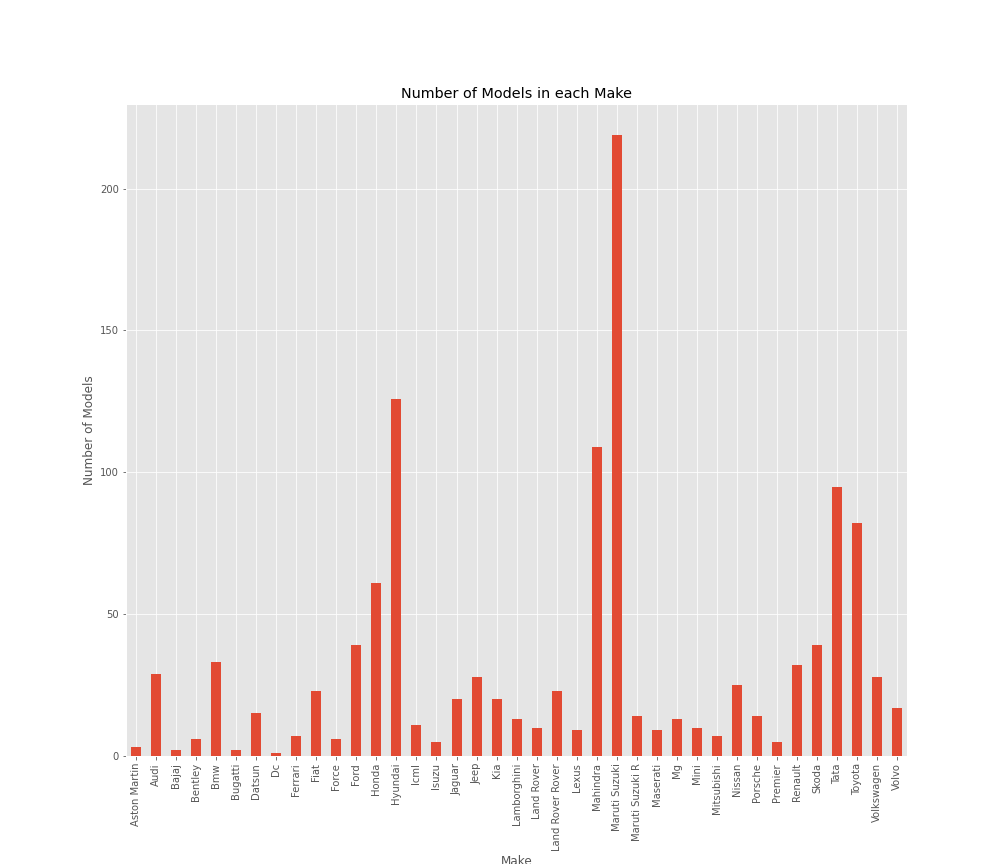 Number of Models in each Make
Number of Models
200
150
100
50
0
Aston Martin
Audi
Bajaj
Bentley
Bmw
Bugatti
Datsun
Dc
Ferrari
Fiat
Force
Ford
Honda
Hyundai
Icml
Isuzu
Jaguar
Jeep
Kia
Lamborghini
Land Rover
Land Rover Rover
Lexus
Mahindra
Maruti Suzuki
Maruti Suzuki R
Maserati
Mg
Mini
Mitsubishi
Nissan
Porsche
Premier
Renault
Skoda
Tata
Toyota
Volkswagen
Volvo
Make